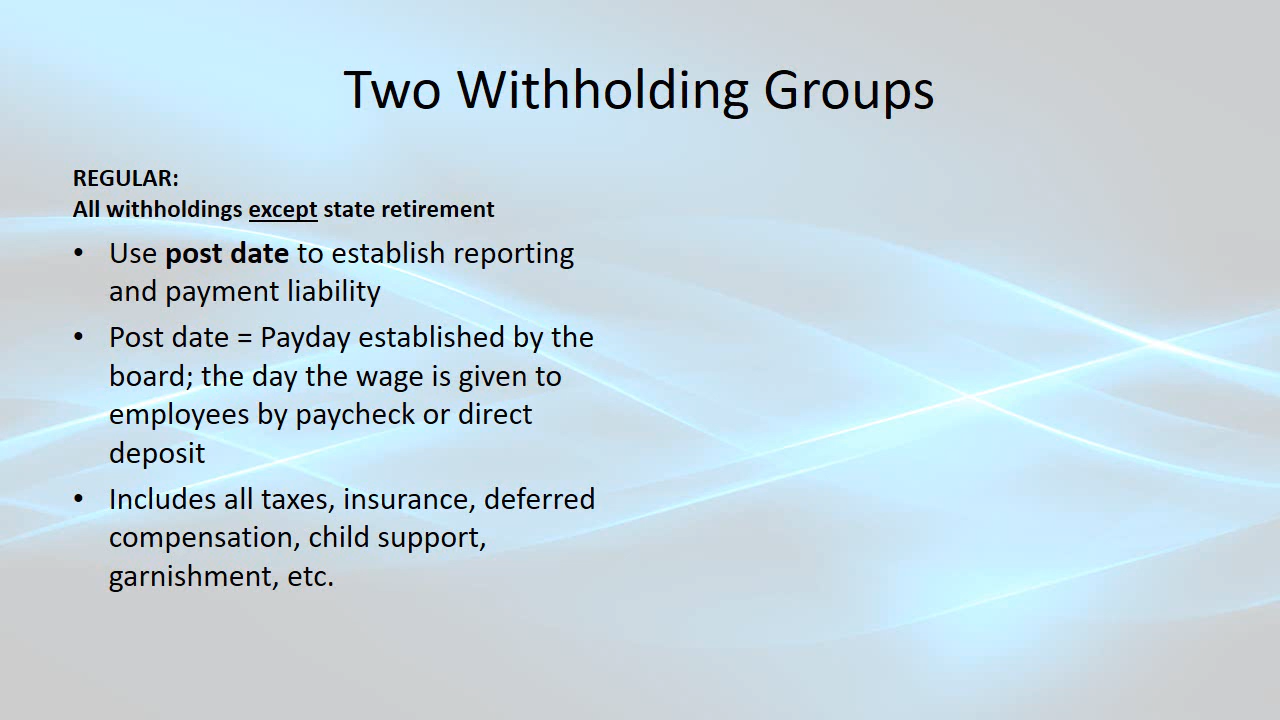 Two Withholding Groups
REGULAR:
All withholdings except state retirement
• Use post date to establish reporting
and payment liability
• Post date = Payday established by the
board; the day the wage is given to
employees by paycheck or direct
deposit
• Includes all taxes, insurance, deferred
compensation, child support,
garnishment, etc.